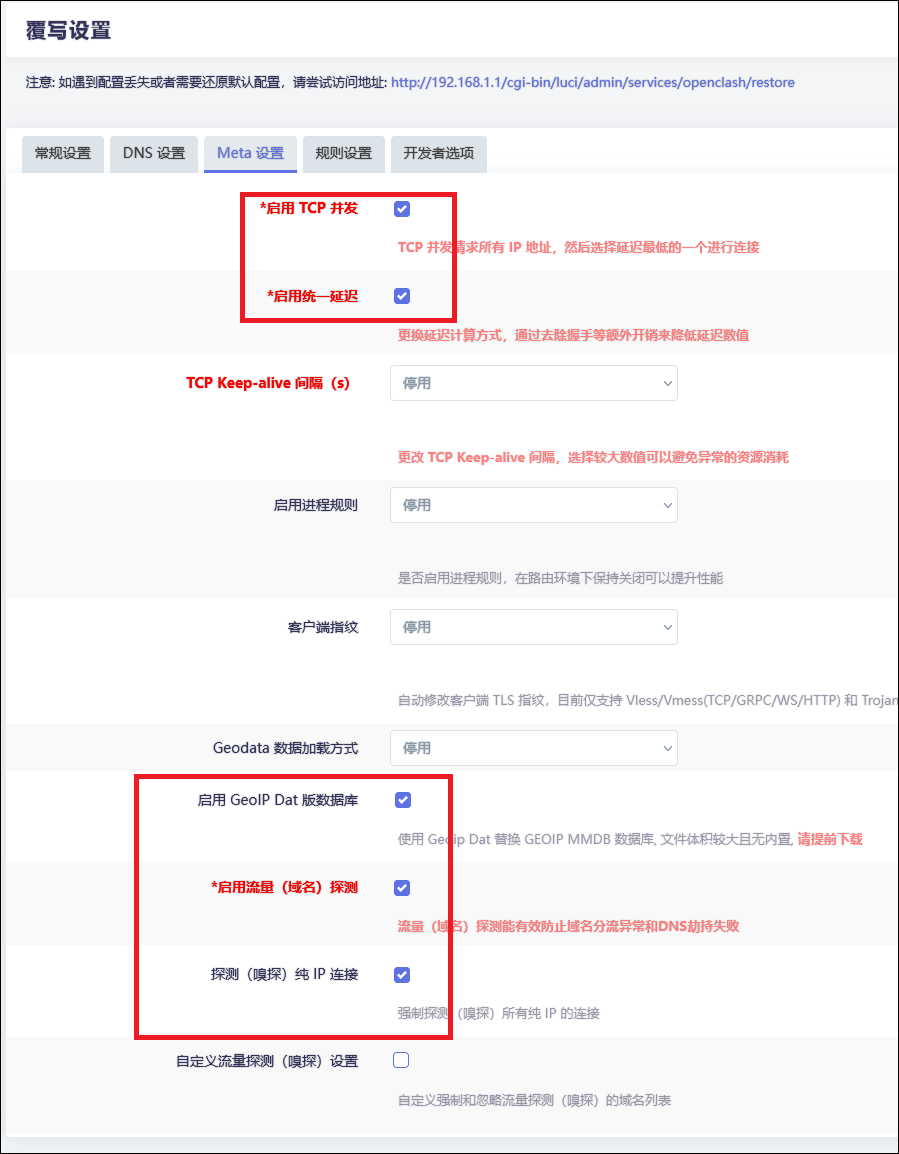 覆写设置
注意: 如遇到配置丢失或者需要还原默认配置，请尝试访问地址: http://192.168.1.1/cgi-bin/luci/admin/services/openclash/restore
常规设置 DNS 设置 Meta 设置 规则设置 开发者选项
*启用 TCP 并发
TCP 并发请求所有 IP 地址，然后选择延迟最低的一个进行连接
*启用统一延迟
更换延迟计算方式，通过去除握手等额外开销来降低延迟数值
TCP Keep-alive 间隔（s） 停用
更改 TCP Keep-alive 间隔，选择较大数值可以避免异常的资源消耗
启用进程规则 停用
是否启用进程规则，在路由环境下保持关闭可以提升性能
客户端指纹 停用
自动修改客户端 TLS 指纹，目前仅支持 Vless/Vmess(TCP/GRPC/WS/HTTP) 和 Trojan
Geodata 数据加载方式 停用
启用 GeoIP Dat 版数据库
使用 Geoip Dat 替换 GEOIP MMDB 数据库, 文件体积较大且无内置, 请提前下载
*启用流量（域名）探测
流量（域名）探测能有效防止域名分流异常和DNS劫持失败
探测（嗅探）纯 IP 连接
强制探测（嗅探）所有纯 IP 的连接
自定义流量探测（嗅探）设置
自定义强制和忽略流量探测（嗅探）的域名列表